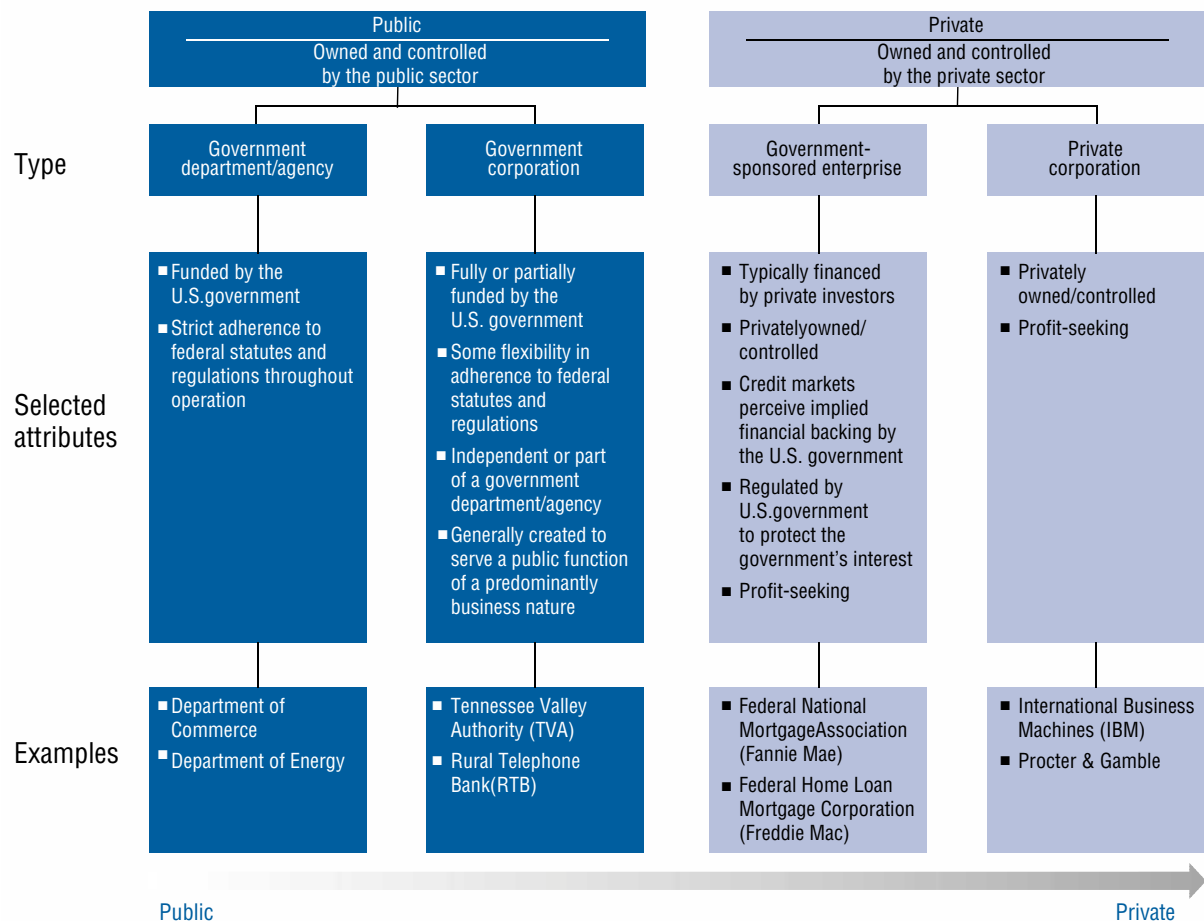 Public
Owned and controlled
by the public sector
Private
Owned and controlled
by the private sector
Type
Government
department/agency
Government
corporation
Government-
sponsored enterprise
Private
corporation
Selected
attributes
■ Funded by the
U.S.government
■ Strict adherence to
federal statutes and
regulations throughout
operation
■ Fully or partially
funded by the
U.S. government
■ Some flexibility in
adherence to federal
statutes and
regulations
■ Independent or part
of a government
department/agency
■ Generally created to
serve a public function
of a predominantly
business nature
■ Typically financed
by private investors
■ Privatelyowned/
controlled
■ Credit markets
perceive implied
financial backing by
the U.S. government
■ Regulated by
U.S.government
to protect the
government's interest
■ Profit-seeking
■ Privately
owned/controlled
■ Profit-seeking
Examples
■ Department of
Commerce
■ Department of Energy
■ Tennessee Valley
Authority (TVA)
■ Rural Telephone
Bank(RTB)
■ Federal National
MortgageAssociation
(Fannie Mae)
■ Federal Home Loan
Mortgage Corporation
(Freddie Mac)
■ International Business
Machines (IBM)
■ Procter & Gamble
Public
Private